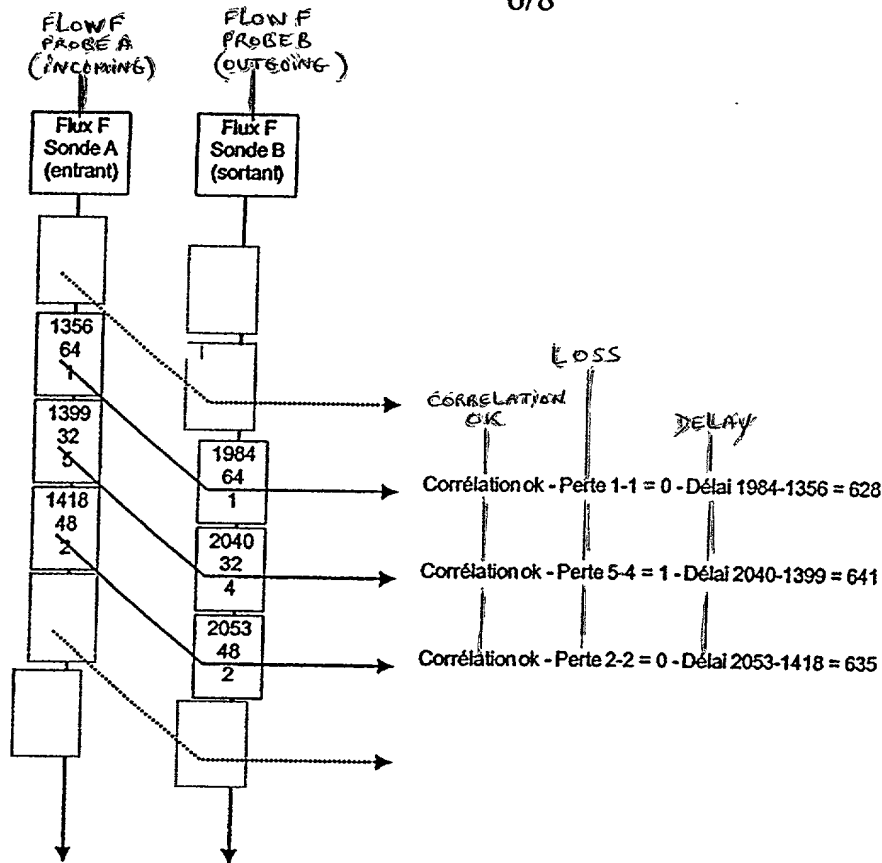 6/8
FLOW F
PROBE A
(INCOMING)
FLOW F
PROBE B
(OUTGOING)
Flux F
Sonde A
(entrant)
Flux F
Sonde B
(sortant)
1356
64
1
1399
32
5
1418
48
2
1984
64
1
2040
32
4
2053
48
2
CORRELATION
OK
LOSS
DELAY
Corrélation ok - Perte 1-1 = 0 - Délai 1984-1356 = 628
Corrélation ok - Perte 5-4 = 1 - Délai 2040-1399 = 641
Corrélation ok - Perte 2-2 = 0 - Délai 2053-1418 = 635